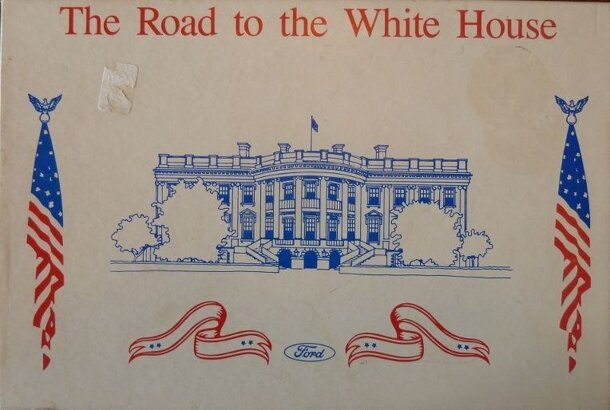 The Road to the White House
Ford